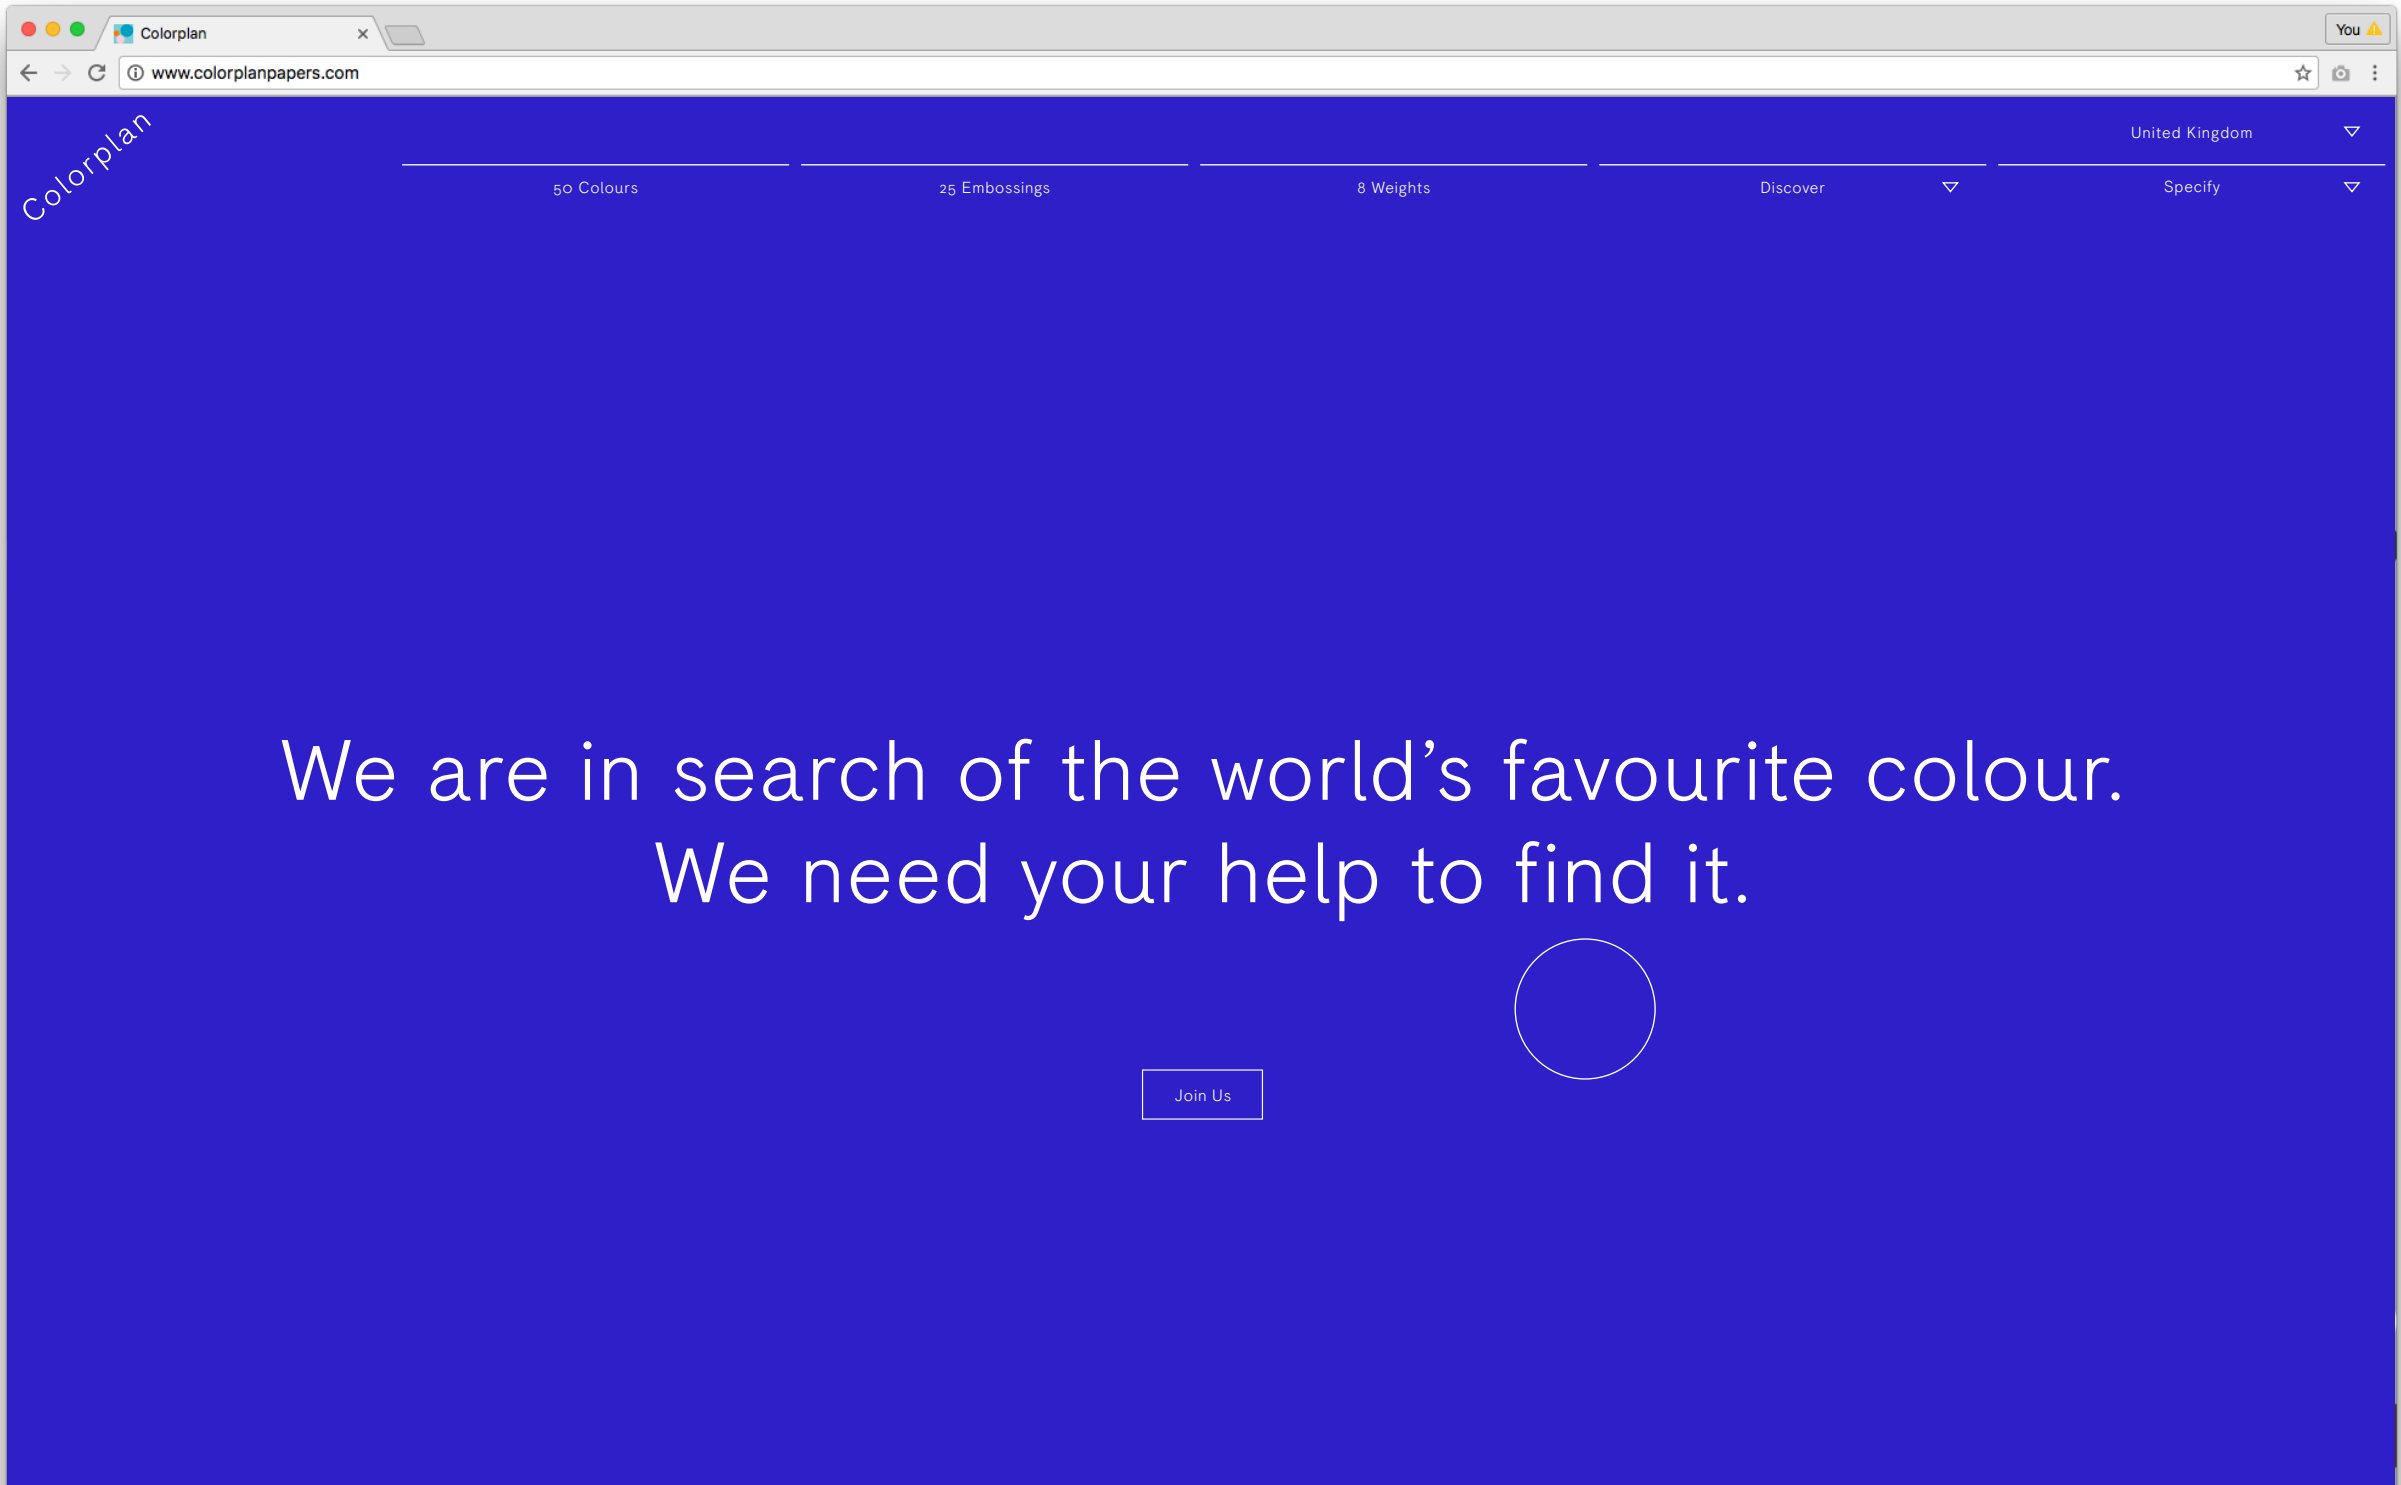 Colorplan
You
www.colorplanpapers.com
Colorplan
United Kingdom
50 Colours
25 Embossings
8 Weights
Discover
Specify
We are in search of the world’s favourite colour.
We need your help to find it.
Join Us